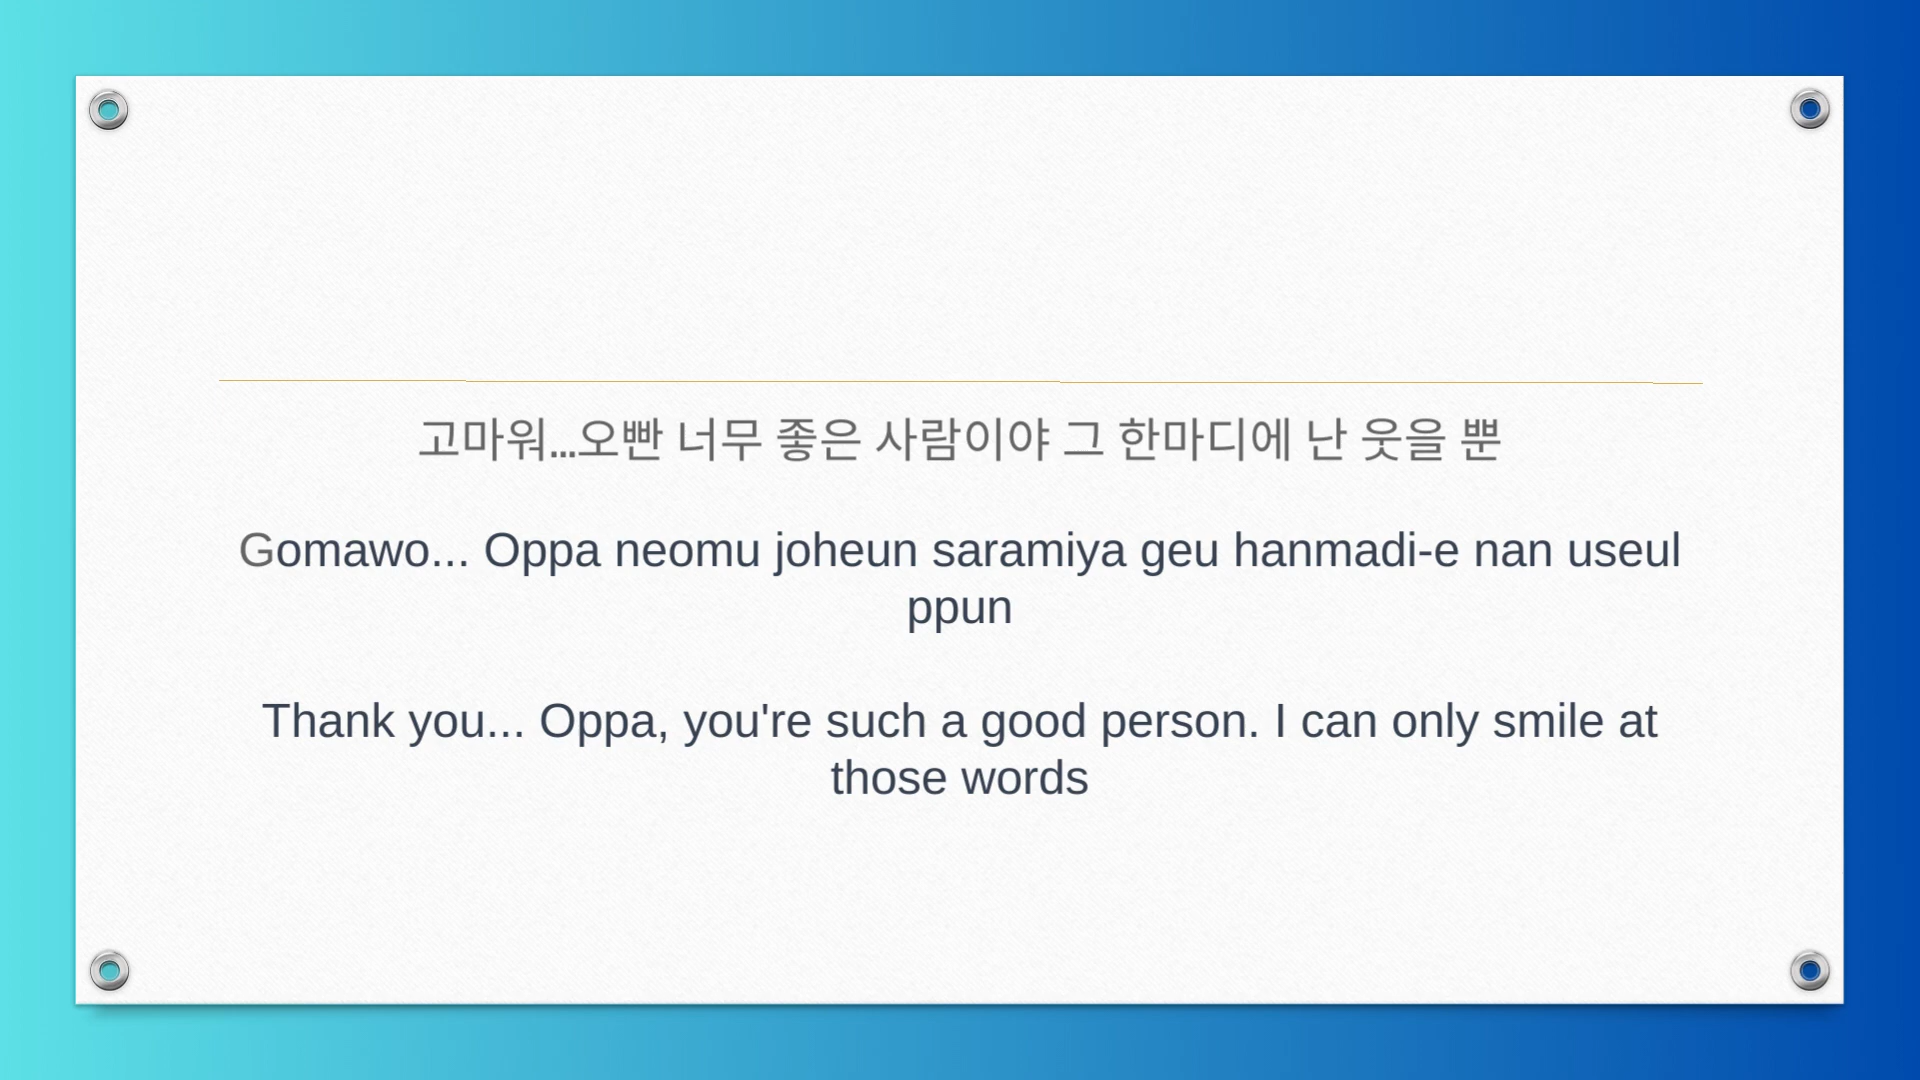 고마워...오빤 너무 좋은 사람이야 그 한마디에 난 웃을 뿐
Gomawo... Oppa neomu joheun saramiya geu hanmadi-e nan useul
ppun
Thank you... Oppa, you're such a good person. I can only smile at
those words